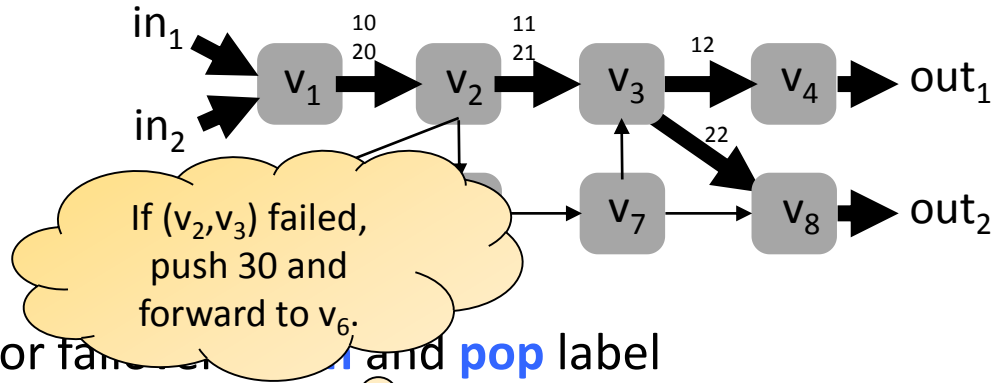 in₁
in₂
10
20
11
21
12
22
v₁
v₂
v₃
v₄
out₁
v₇
v₈
out₂
If (v₂,v₃) failed,
push 30 and
forward to v₆.
or and pop label